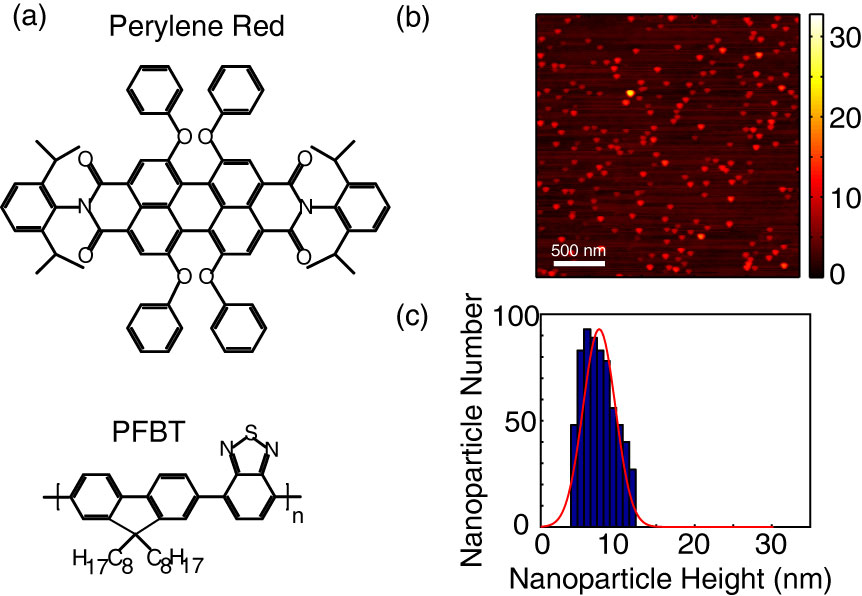 (a)
Perylene Red
O O
O O
N N
O O
O O
PFBT
S
N N
n
H17C8 C8H17
(b)
30
20
10
0
500 nm
(c)
Nanoparticle Number
100
50
0
0 10 20 30
Nanoparticle Height (nm)